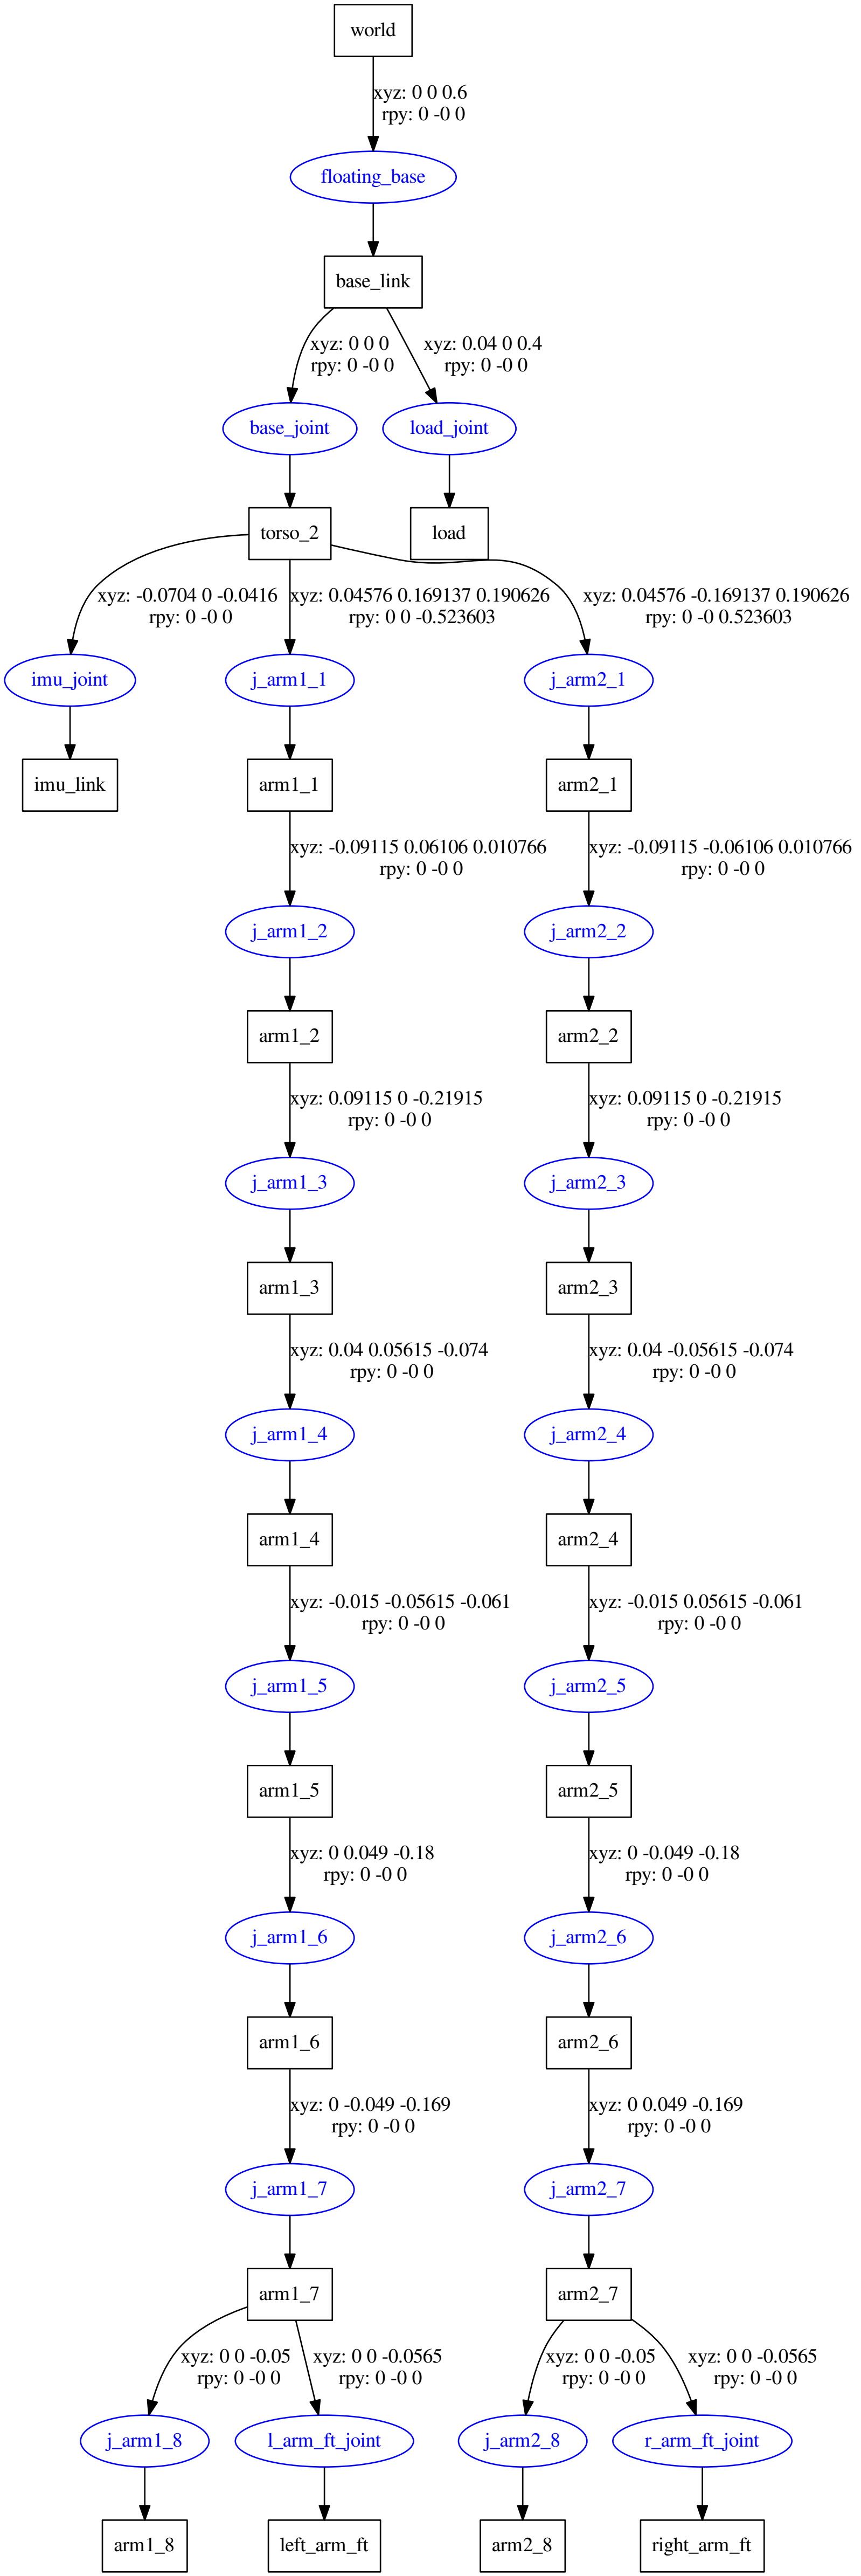 world
xyz: 0 0 0.6
rpy: 0 -0 0
floating_base
base_link
xyz: 0 0 0
rpy: 0 -0 0
xyz: 0.04 0 0.4
rpy: 0 -0 0
base_joint
load_joint
torso_2
load
xyz: -0.0704 0 -0.0416
rpy: 0 -0 0
xyz: 0.04576 0.169137 0.190626
rpy: 0 0 -0.523603
xyz: 0.04576 -0.169137 0.190626
rpy: 0 -0 0.523603
imu_joint
j_arm1_1
j_arm2_1
imu_link
arm1_1
arm2_1
xyz: -0.09115 0.06106 0.010766
rpy: 0 -0 0
xyz: -0.09115 -0.06106 0.010766
rpy: 0 -0 0
j_arm1_2
j_arm2_2
arm1_2
arm2_2
xyz: 0.09115 0 -0.21915
rpy: 0 -0 0
xyz: 0.09115 0 -0.21915
rpy: 0 -0 0
j_arm1_3
j_arm2_3
arm1_3
arm2_3
xyz: 0.04 0.05615 -0.074
rpy: 0 -0 0
xyz: 0.04 -0.05615 -0.074
rpy: 0 -0 0
j_arm1_4
j_arm2_4
arm1_4
arm2_4
xyz: -0.015 -0.05615 -0.061
rpy: 0 -0 0
xyz: -0.015 0.05615 -0.061
rpy: 0 -0 0
j_arm1_5
j_arm2_5
arm1_5
arm2_5
xyz: 0 0.049 -0.18
rpy: 0 -0 0
xyz: 0 -0.049 -0.18
rpy: 0 -0 0
j_arm1_6
j_arm2_6
arm1_6
arm2_6
xyz: 0 -0.049 -0.169
rpy: 0 -0 0
xyz: 0 0.049 -0.169
rpy: 0 -0 0
j_arm1_7
j_arm2_7
arm1_7
arm2_7
xyz: 0 0 -0.05
rpy: 0 -0 0
xyz: 0 0 -0.0565
rpy: 0 -0 0
xyz: 0 0 -0.05
rpy: 0 -0 0
xyz: 0 0 -0.0565
rpy: 0 -0 0
j_arm1_8
l_arm_ft_joint
j_arm2_8
r_arm_ft_joint
arm1_8
left_arm_ft
arm2_8
right_arm_ft